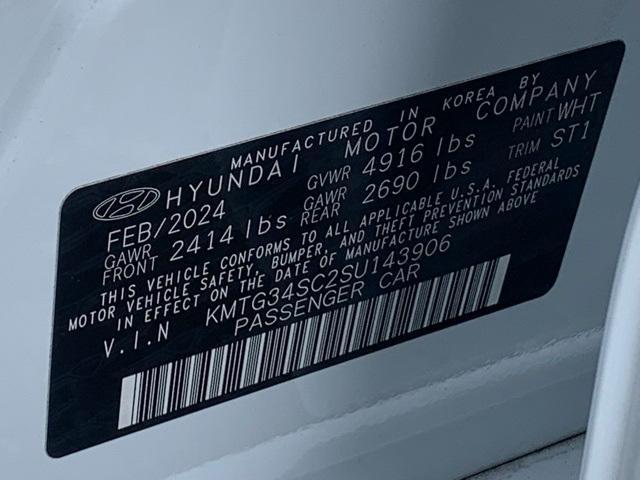 MANUFACTURED IN KOREA BY
HYUNDAI MOTOR COMPANY
FEB/2024 GVWR 4916 lbs PAINT WHT
GAWR FRONT 2414 lbs GAWR REAR 2690 lbs TRIM ST1
THIS VEHICLE CONFORMS TO ALL APPLICABLE U.S.A. FEDERAL
MOTOR VEHICLE SAFETY, BUMPER, AND THEFT PREVENTION STANDARDS
IN EFFECT ON THE DATE OF MANUFACTURE SHOWN ABOVE
V.I.N KMTG34SC2SU143906
PASSENGER CAR